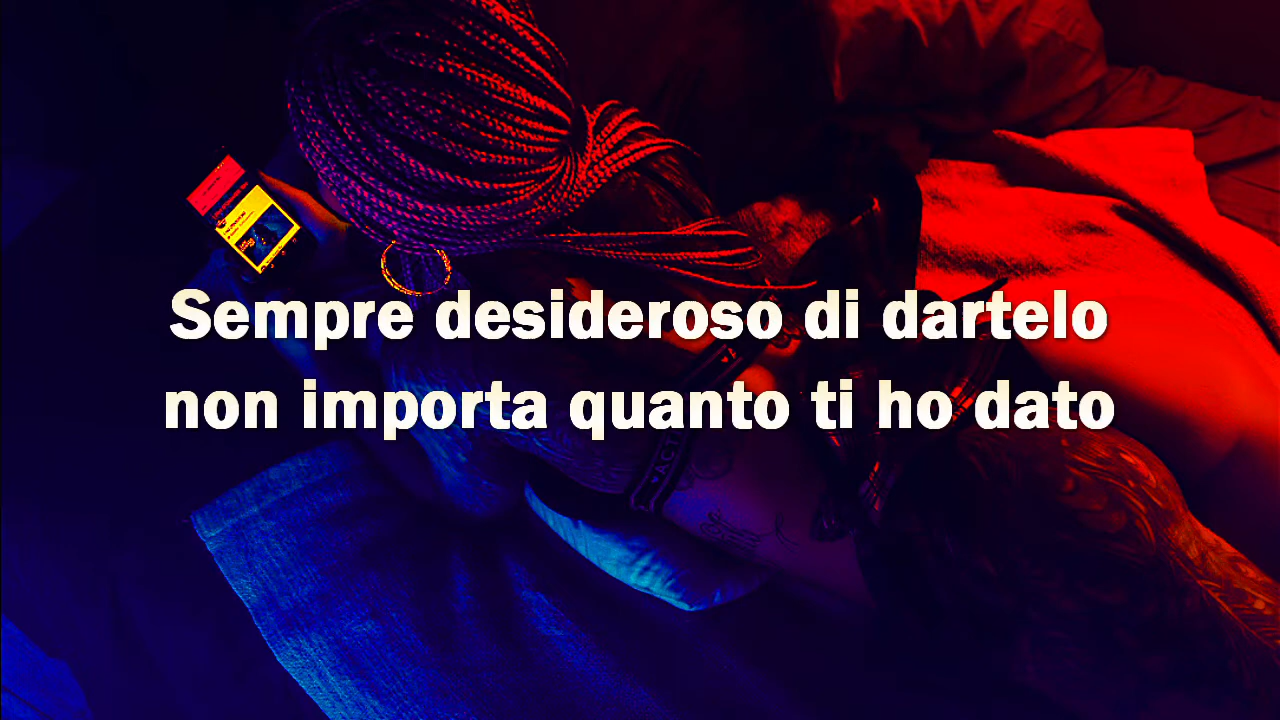 Sempre desideroso di dartelo
non importa quanto ti ho dato